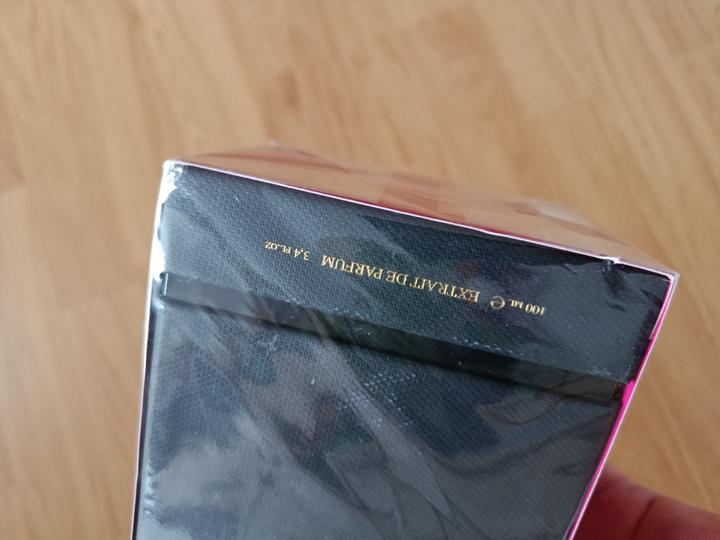 100 ML ℮ EXTRAIT DE PARFUM 3,4 FL.OZ